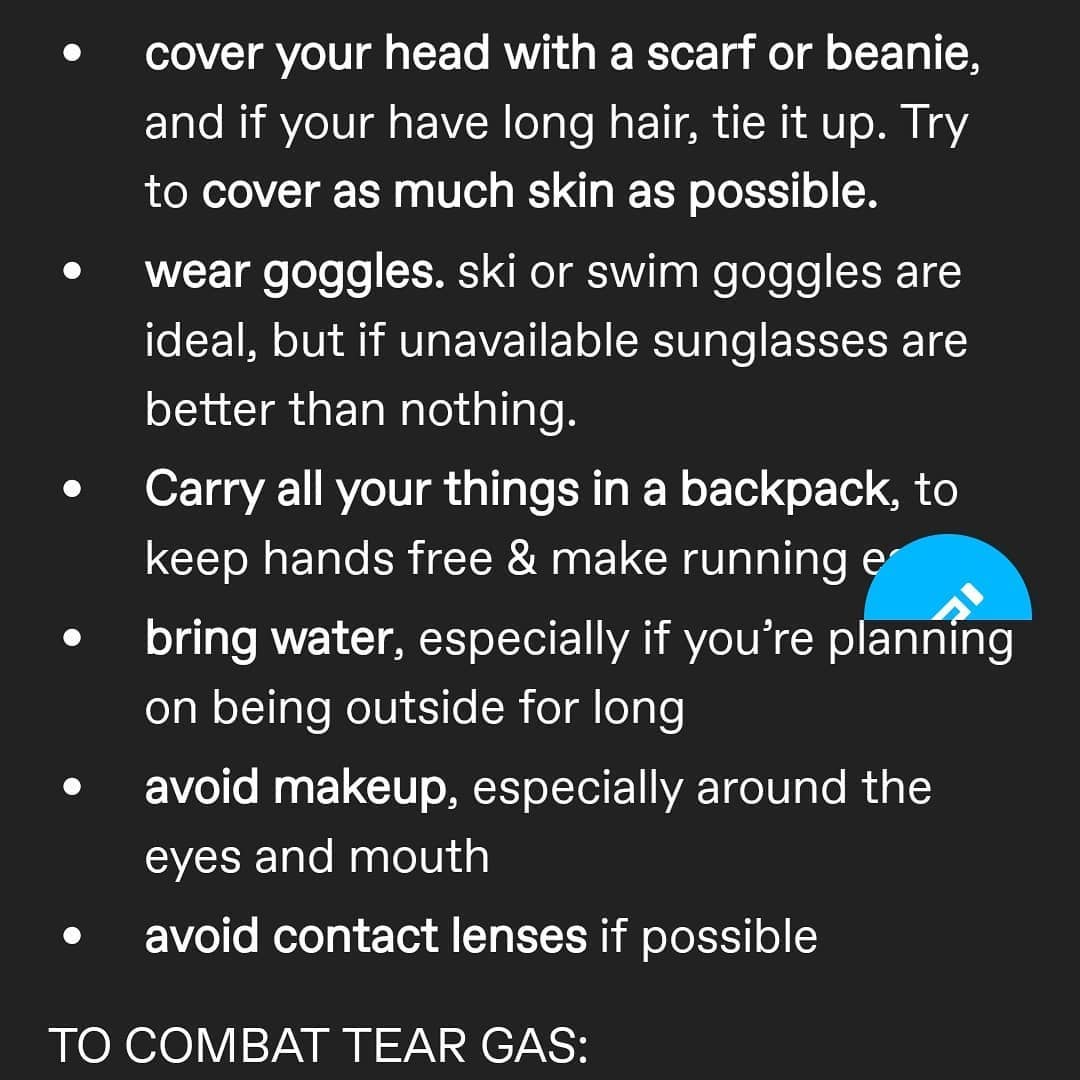 • cover your head with a scarf or beanie,
and if your have long hair, tie it up. Try
to cover as much skin as possible.
• wear goggles. ski or swim goggles are
ideal, but if unavailable sunglasses are
better than nothing.
• Carry all your things in a backpack, to
keep hands free & make running
• bring water, especially if you’re planning
on being outside for long
• avoid makeup, especially around the
eyes and mouth
• avoid contact lenses if possible
TO COMBAT TEAR GAS: